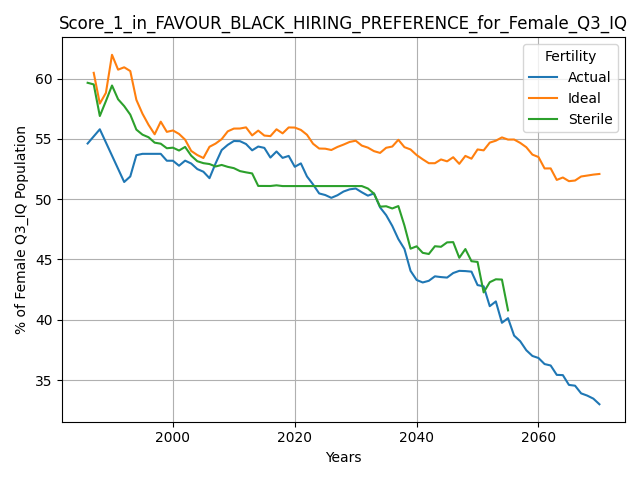 Score_1_in_FAVOUR_BLACK_HIRING_PREFERENCE_for_Female_Q3_IQ
Fertility
Actual
Ideal
Sterile
% of Female Q3_IQ Population
60
55
50
45
40
35
2000
2020
2040
2060
Years